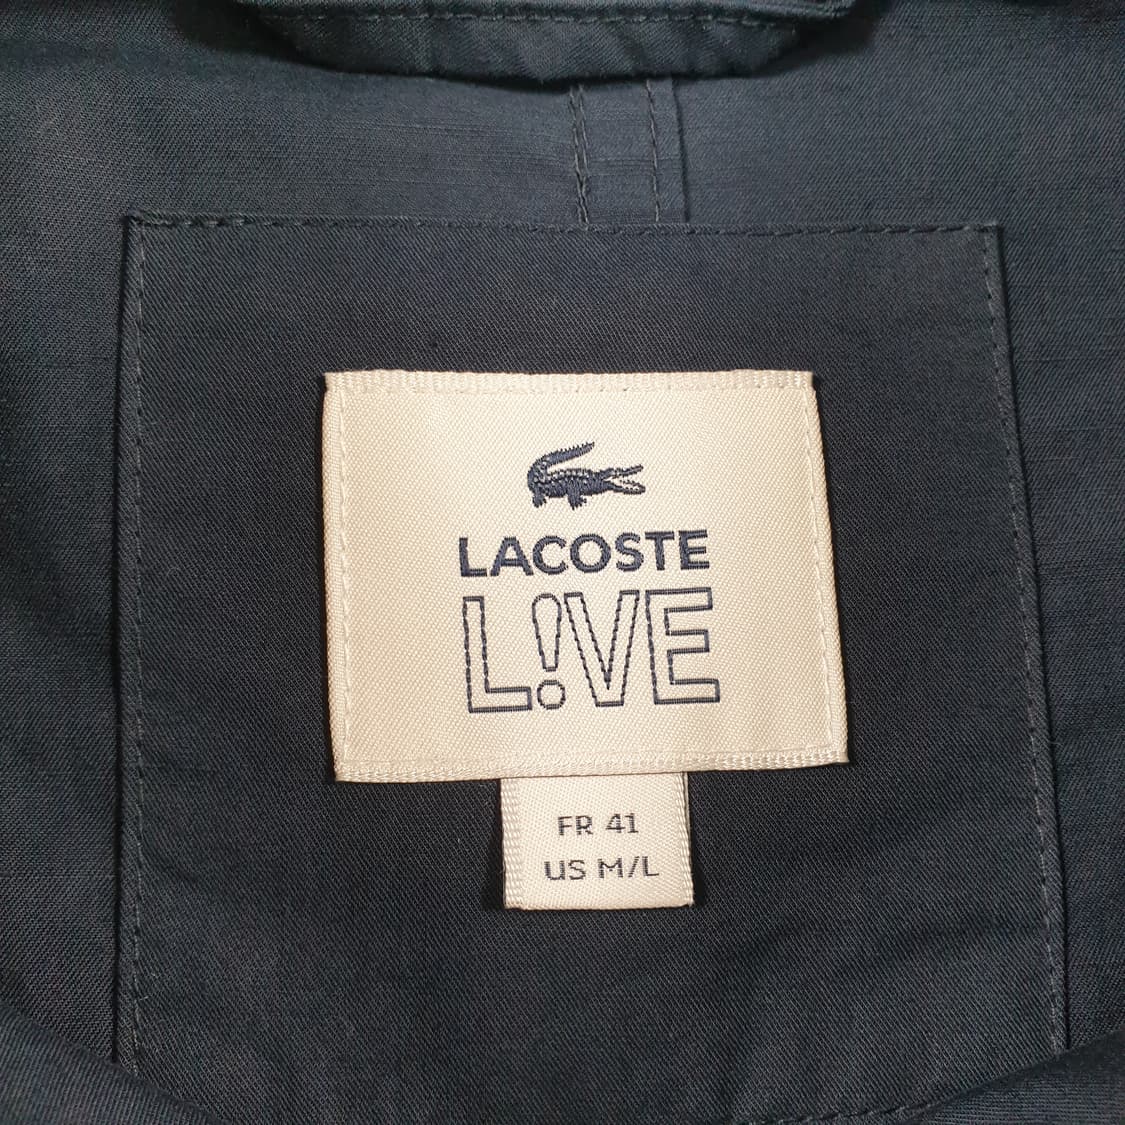 LACOSTE
L!VE
FR 41
US M/L